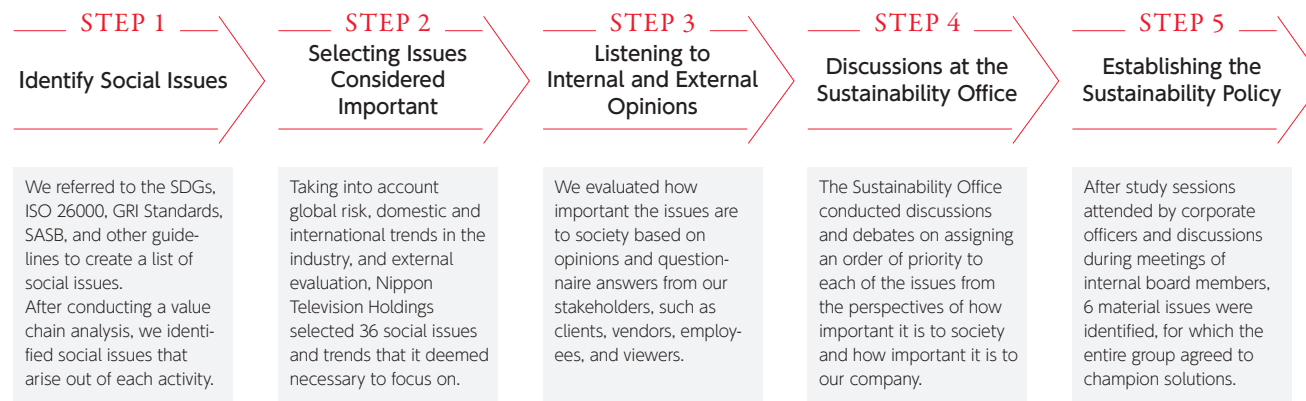 STEP 1
Identify Social Issues
We referred to the SDGs,
ISO 26000, GRI Standards,
SASB, and other guide-
lines to create a list of
social issues.
After conducting a value
chain analysis, we identi-
fied social issues that
arise out of each activity.
STEP 2
Selecting Issues
Considered
Important
Taking into account
global risk, domestic and
international trends in the
industry, and external
evaluation, Nippon
Television Holdings
selected 36 social issues
and trends that it deemed
necessary to focus on.
STEP 3
Listening to
Internal and External
Opinions
We evaluated how
important the issues are
to society based on
opinions and question-
naire answers from our
stakeholders, such as
clients, vendors, employ-
ees, and viewers.
STEP 4
Discussions at the
Sustainability Office
The Sustainability Office
conducted discussions
and debates on assigning
an order of priority to
each of the issues from
the perspectives of how
important it is to society
and how important it is to
our company.
STEP 5
Establishing the
Sustainability Policy
After study sessions
attended by corporate
officers and discussions
during meetings of
internal board members,
6 material issues were
identified, for which the
entire group agreed to
champion solutions.